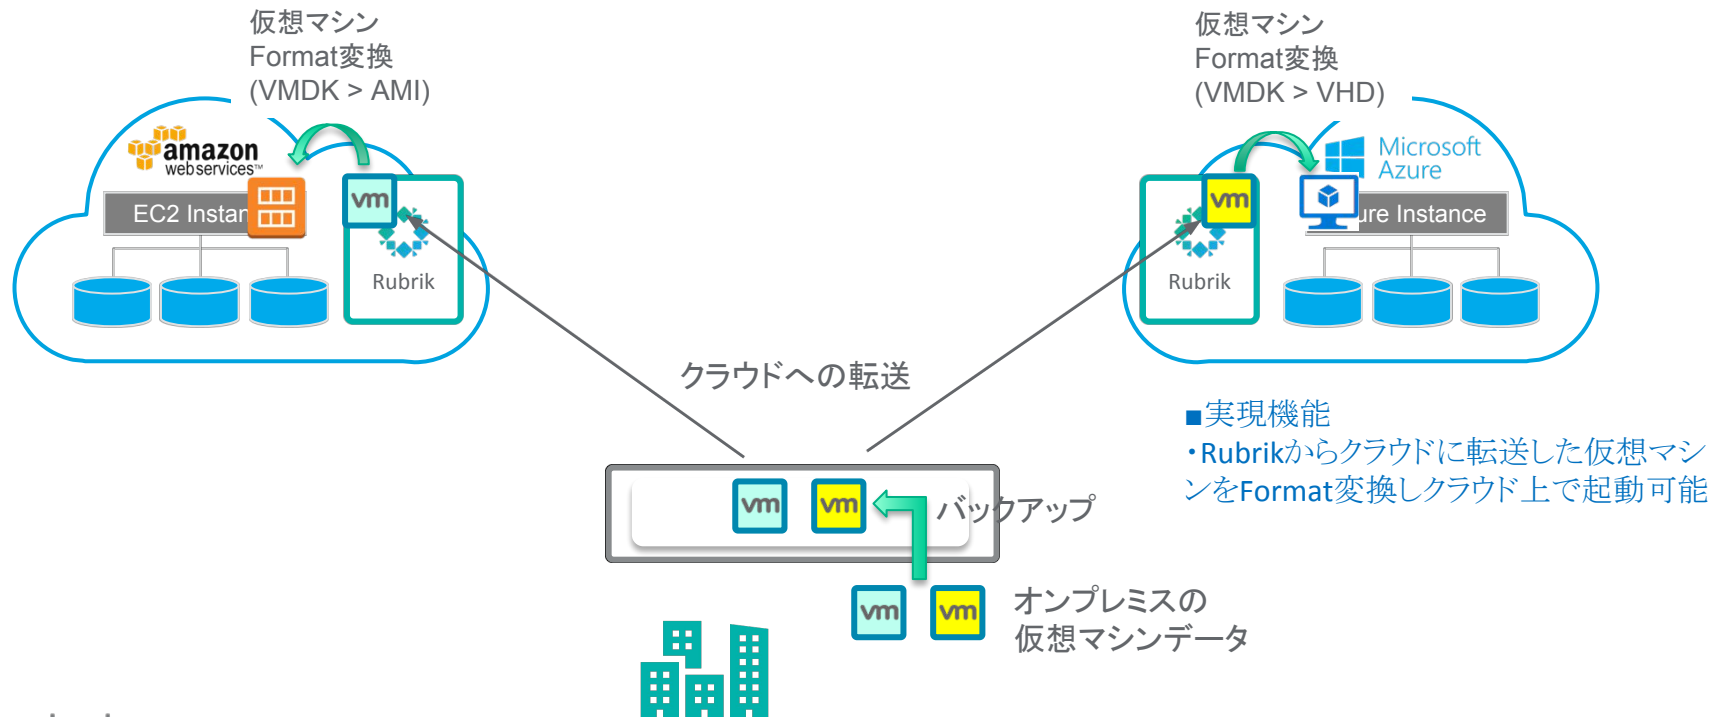 仮想マシン
Format変換
(VMDK > AMI)
仮想マシン
Format変換
(VMDK > VHD)
amazon
webservices™
Microsoft
Azure
EC2 Instan
vm
Rubrik
vm
Rubrik
ure Instance
クラウドへの転送
■実現機能
・Rubrikからクラウドに転送した仮想マシ
ンをFormat変換しクラウド上で起動可能
vm
vm
バックアップ
vm
vm
オンプレミスの
仮想マシンデータ